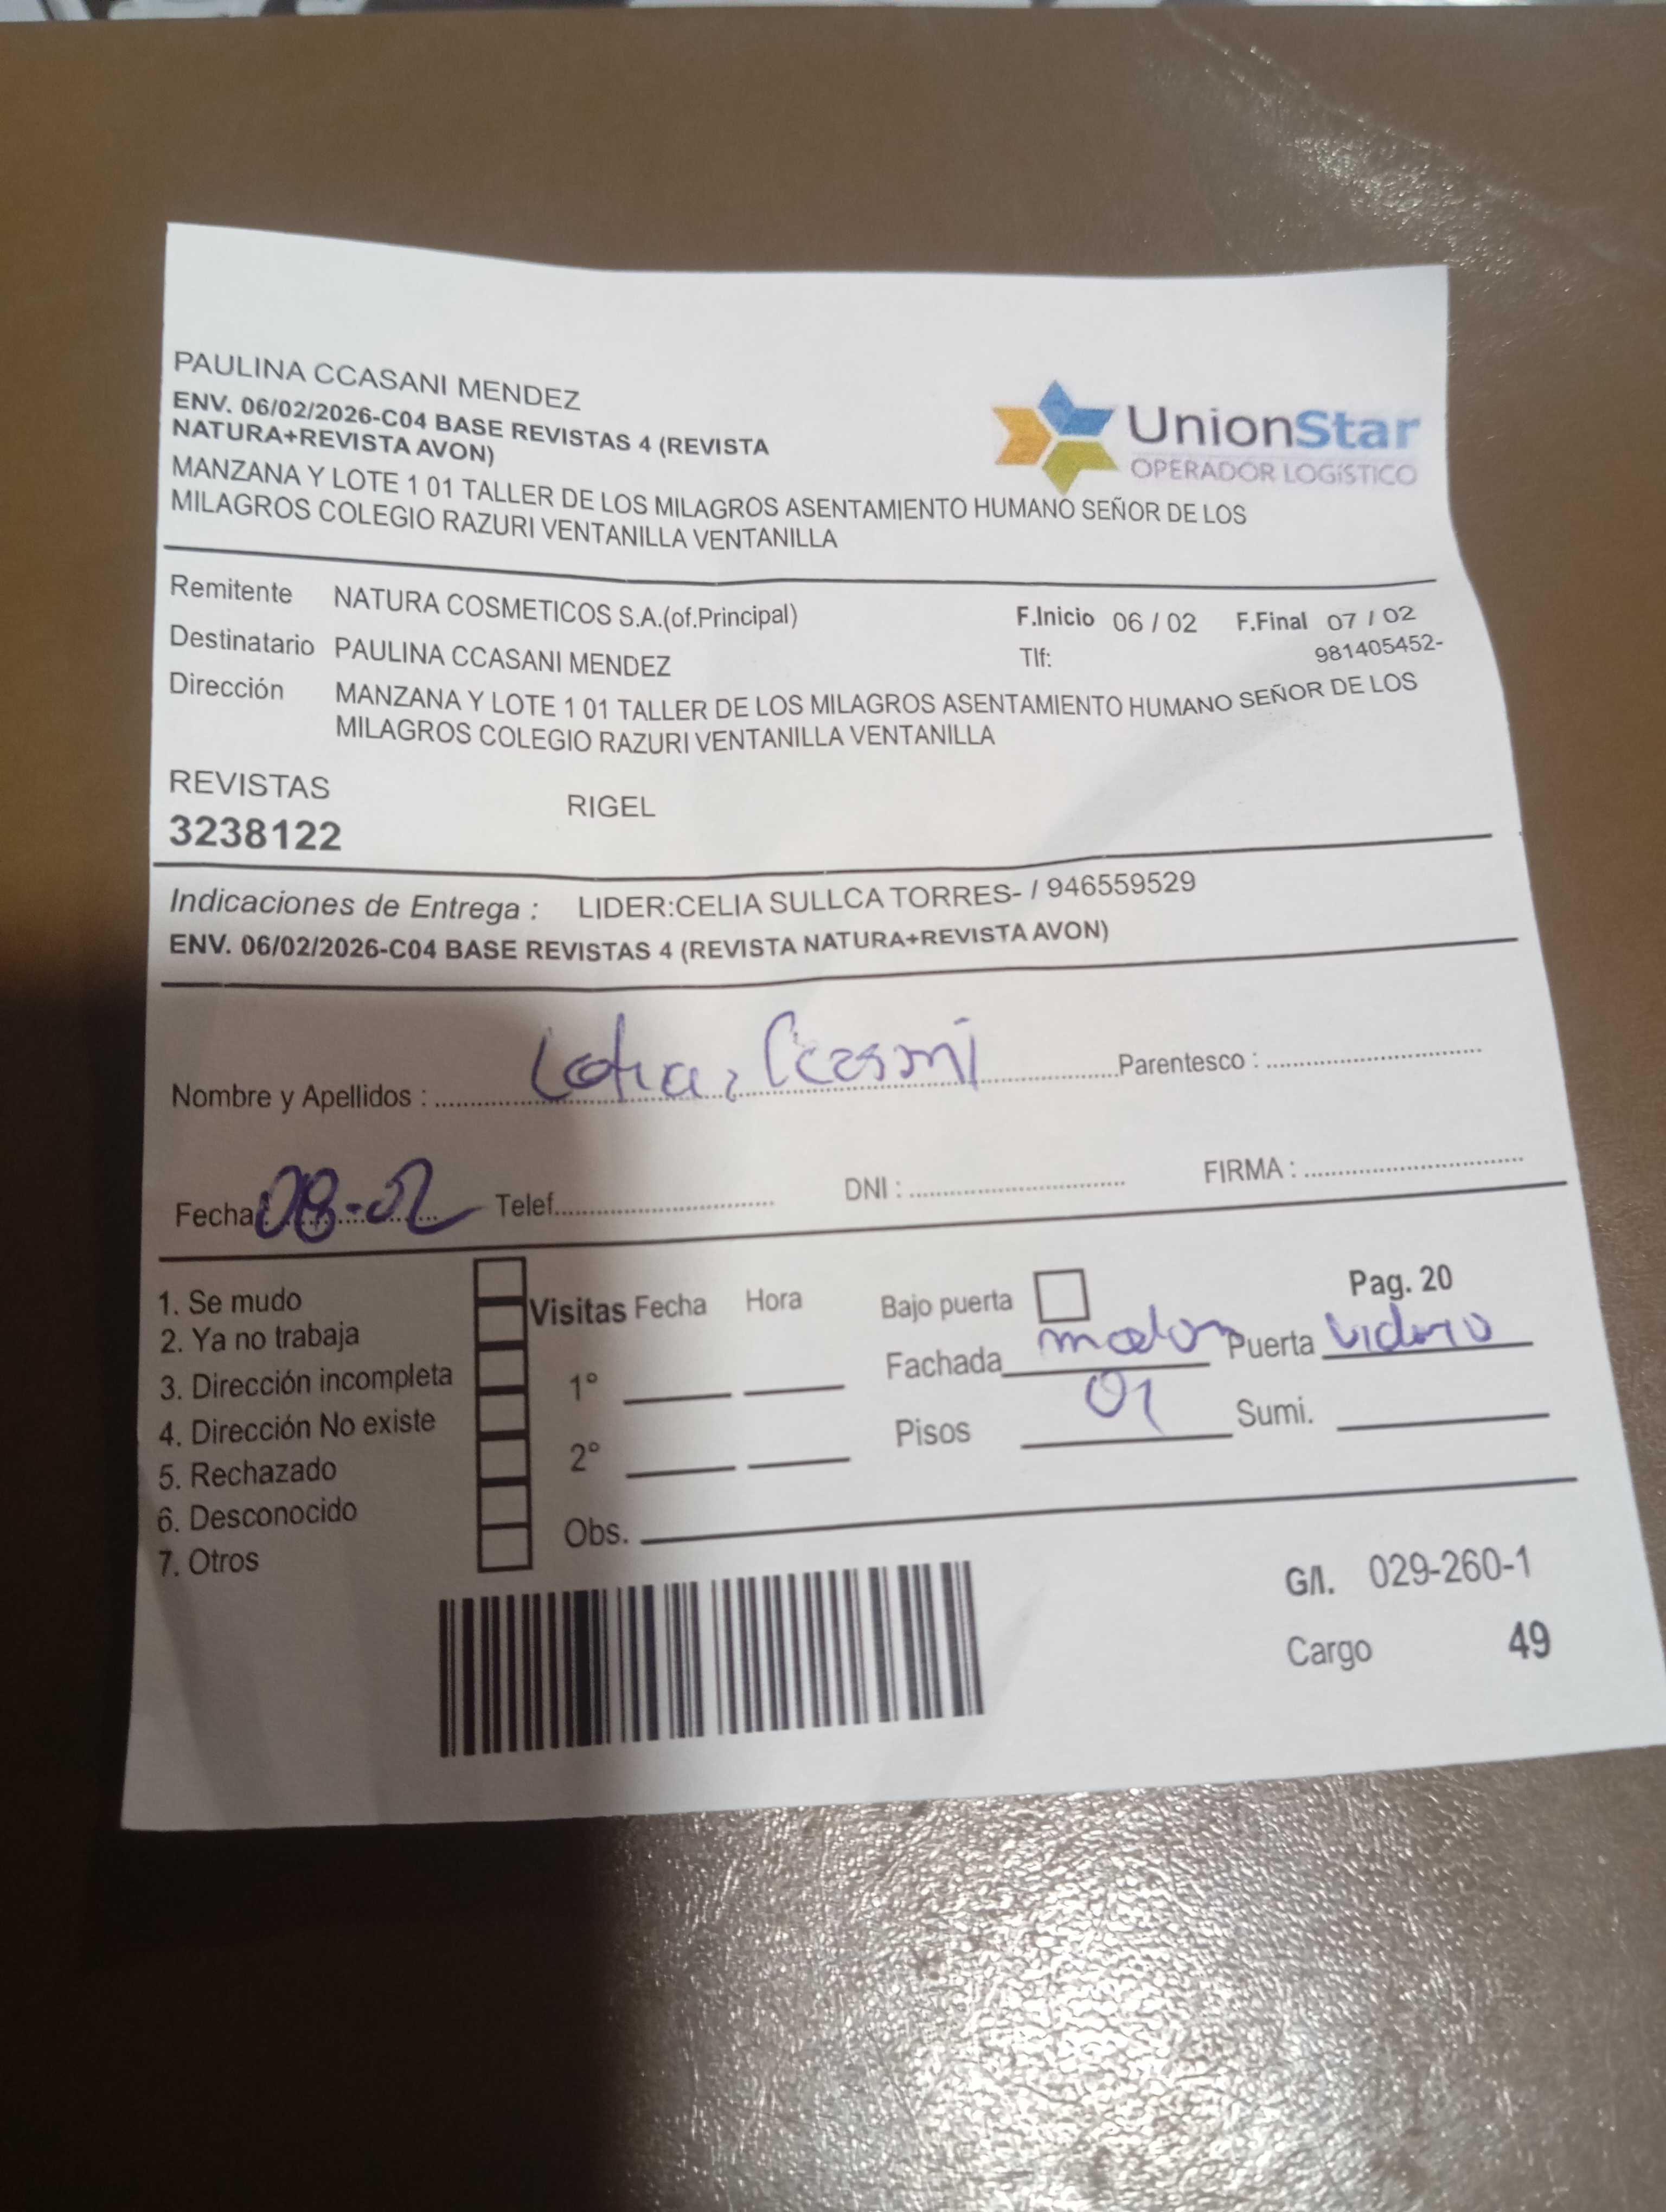 PAULINA CCASANI MENDEZ
ENV. 06/02/2026-C04 BASE REVISTAS 4 (REVISTA
NATURA+REVISTA AVON)
UnionStar
OPERADOR LOGÍSTICO
MANZANA Y LOTE 1 01 TALLER DE LOS MILAGROS ASENTAMIENTO HUMANO SEÑOR DE LOS
MILAGROS COLEGIO RAZURI VENTANILLA VENTANILLA
Remitente NATURA COSMETICOS S.A.(of.Principal) F.Inicio 06 / 02 F.Final 07 / 02
Destinatario PAULINA CCASANI MENDEZ Tlf: 981405452-
Dirección MANZANA Y LOTE 1 01 TALLER DE LOS MILAGROS ASENTAMIENTO HUMANO SEÑOR DE LOS
MILAGROS COLEGIO RAZURI VENTANILLA VENTANILLA
REVISTAS RIGEL
3238122
Indicaciones de Entrega : LIDER:CELIA SULLCA TORRES- / 946559529
ENV. 06/02/2026-C04 BASE REVISTAS 4 (REVISTA NATURA+REVISTA AVON)
Nombre y Apellidos : Ccasani Parentesco :
Fecha: 08-02 Telef. DNI : FIRMA :
1. Se mudo
2. Ya no trabaja
3. Dirección incompleta
4. Dirección No existe
5. Rechazado
6. Desconocido
7. Otros
Visitas Fecha Hora
1°
2°
Obs.
Bajo puerta Pag. 20
Fachada Puerta
Pisos 01 Sumi.
G/l. 029-260-1
Cargo 49